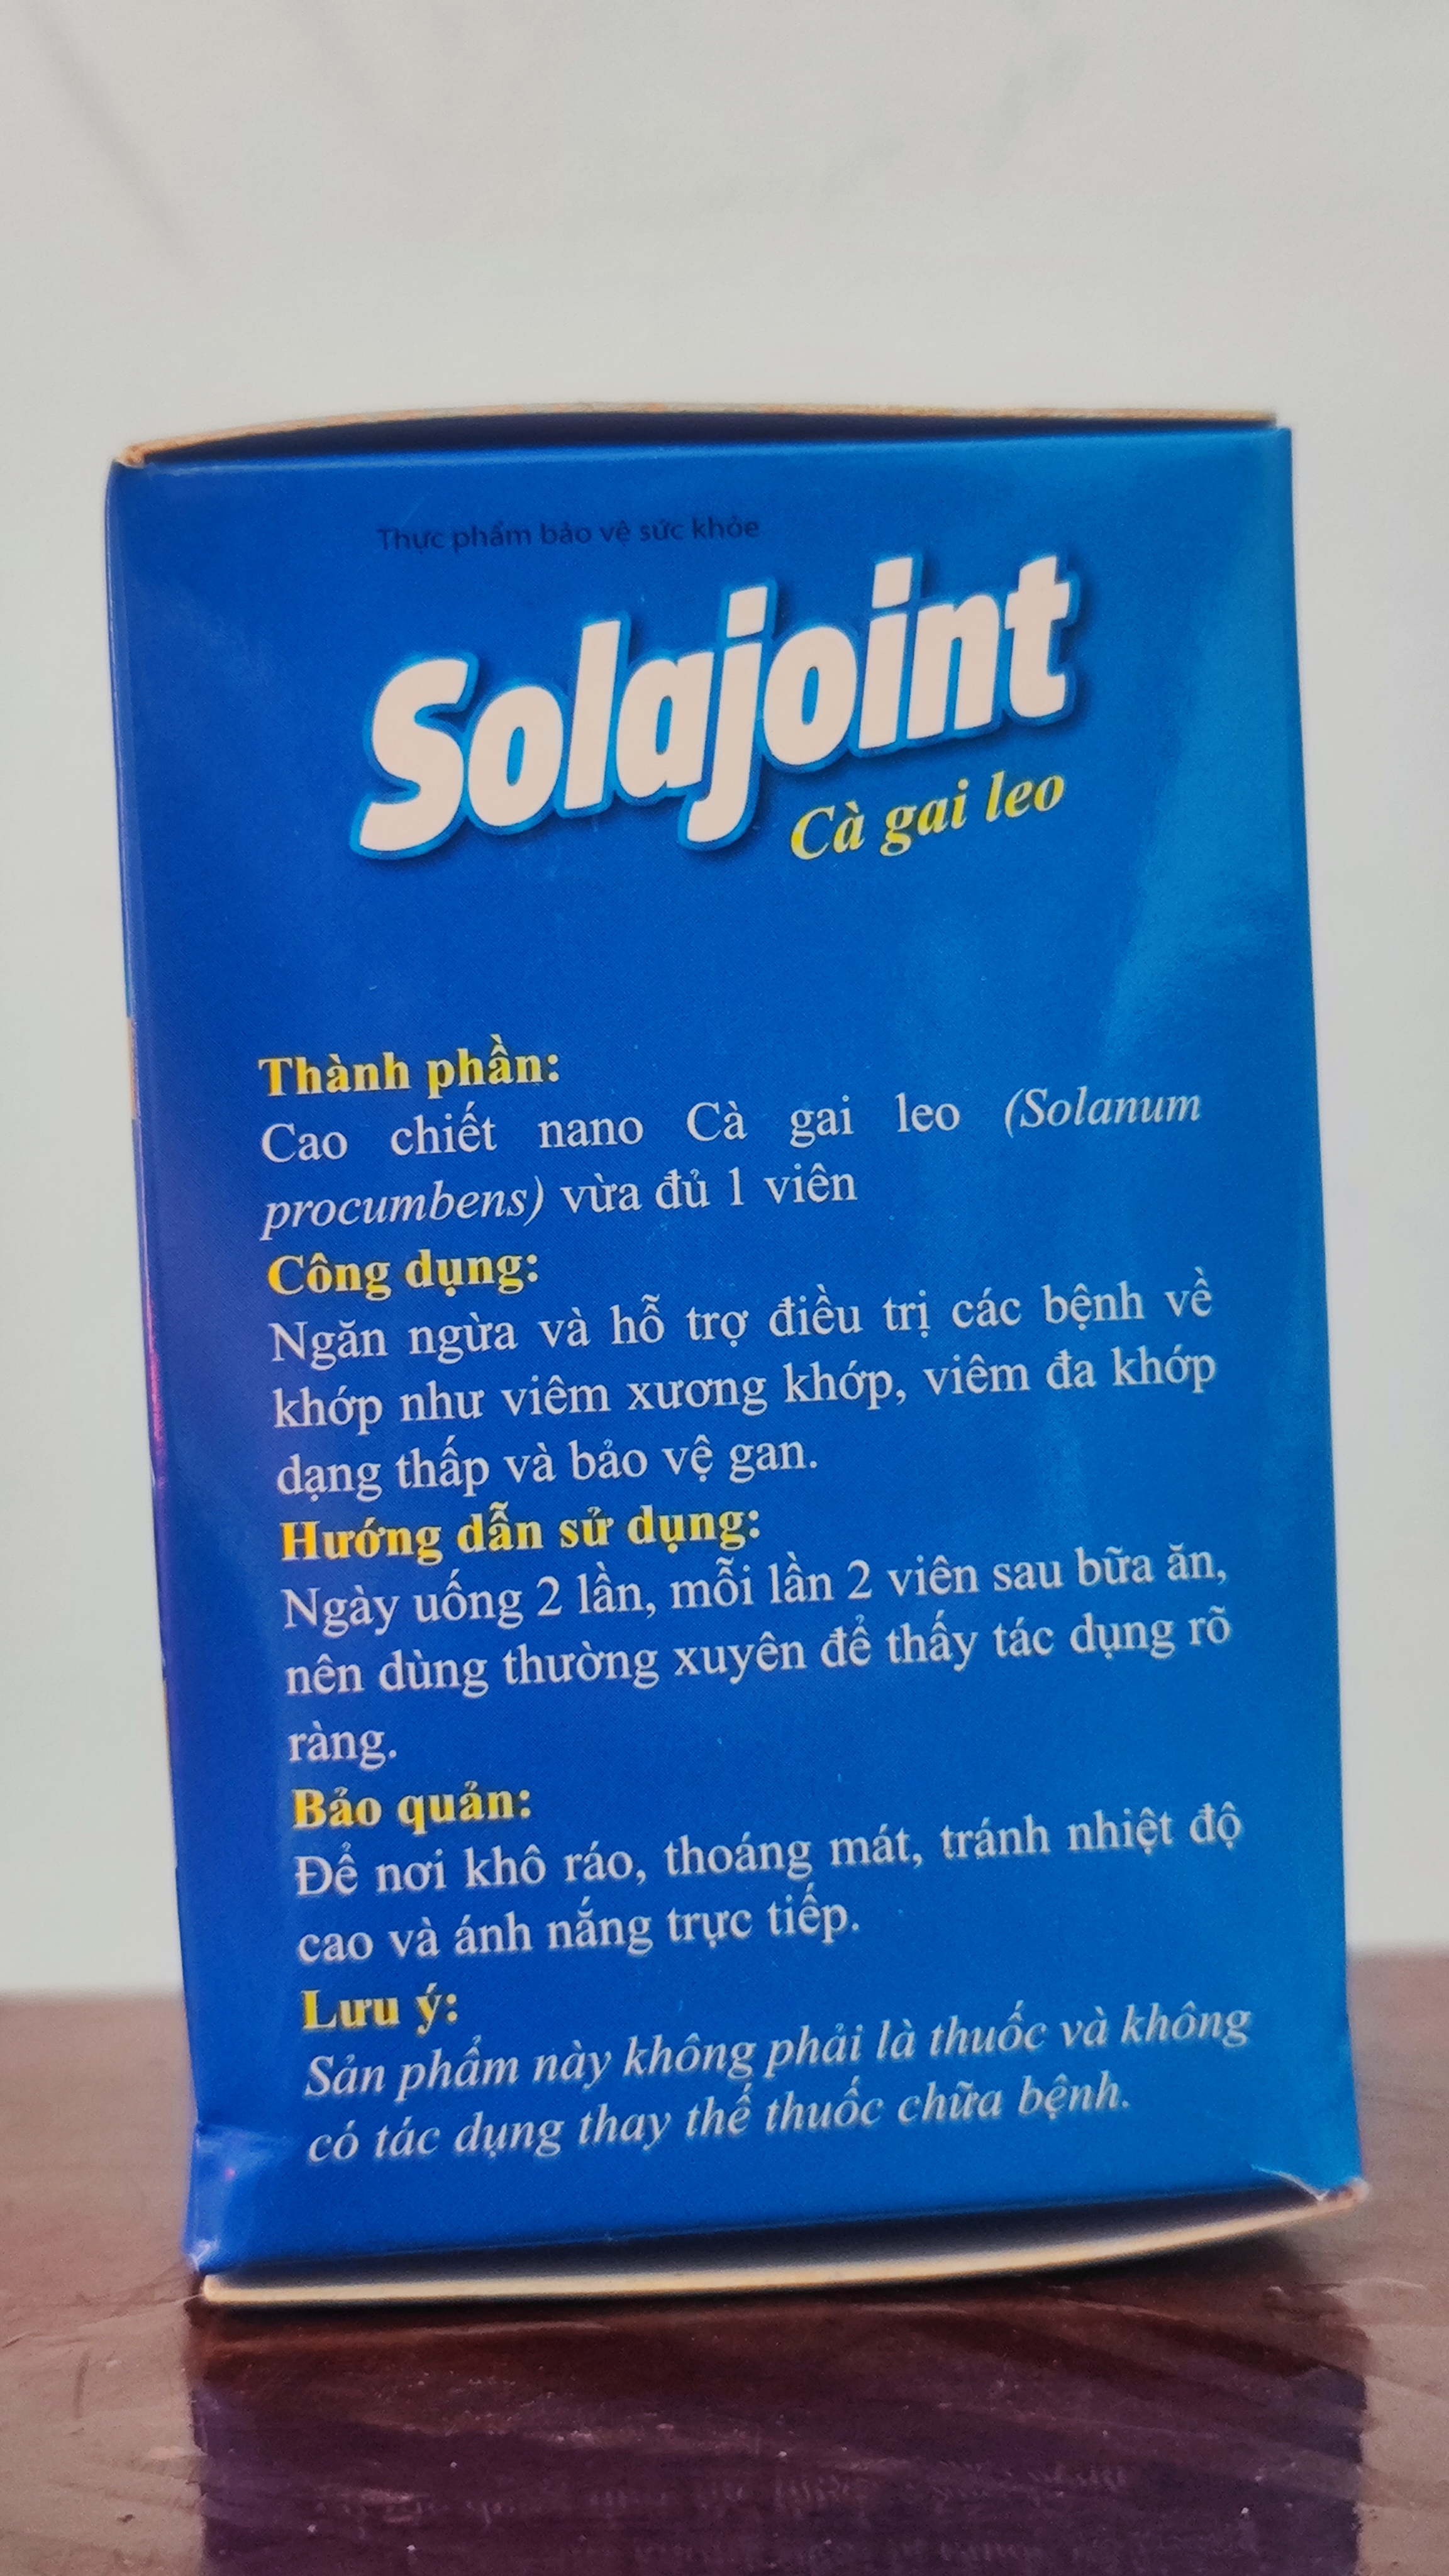 Thực phẩm bảo vệ sức khỏe
Solajoint
Cà gai leo
Thành phần:
Cao chiết nano Cà gai leo (Solanum
procumbens) vừa đủ 1 viên
Công dụng:
Ngăn ngừa và hỗ trợ điều trị các bệnh về
khớp như viêm xương khớp, viêm đa khớp
dạng thấp và bảo vệ gan.
Hướng dẫn sử dụng:
Ngày uống 2 lần, mỗi lần 2 viên sau bữa ăn,
nên dùng thường xuyên để thấy tác dụng rõ
ràng.
Bảo quản:
Để nơi khô ráo, thoáng mát, tránh nhiệt độ
cao và ánh nắng trực tiếp.
Lưu ý:
Sản phẩm này không phải là thuốc và không
có tác dụng thay thế thuốc chữa bệnh.